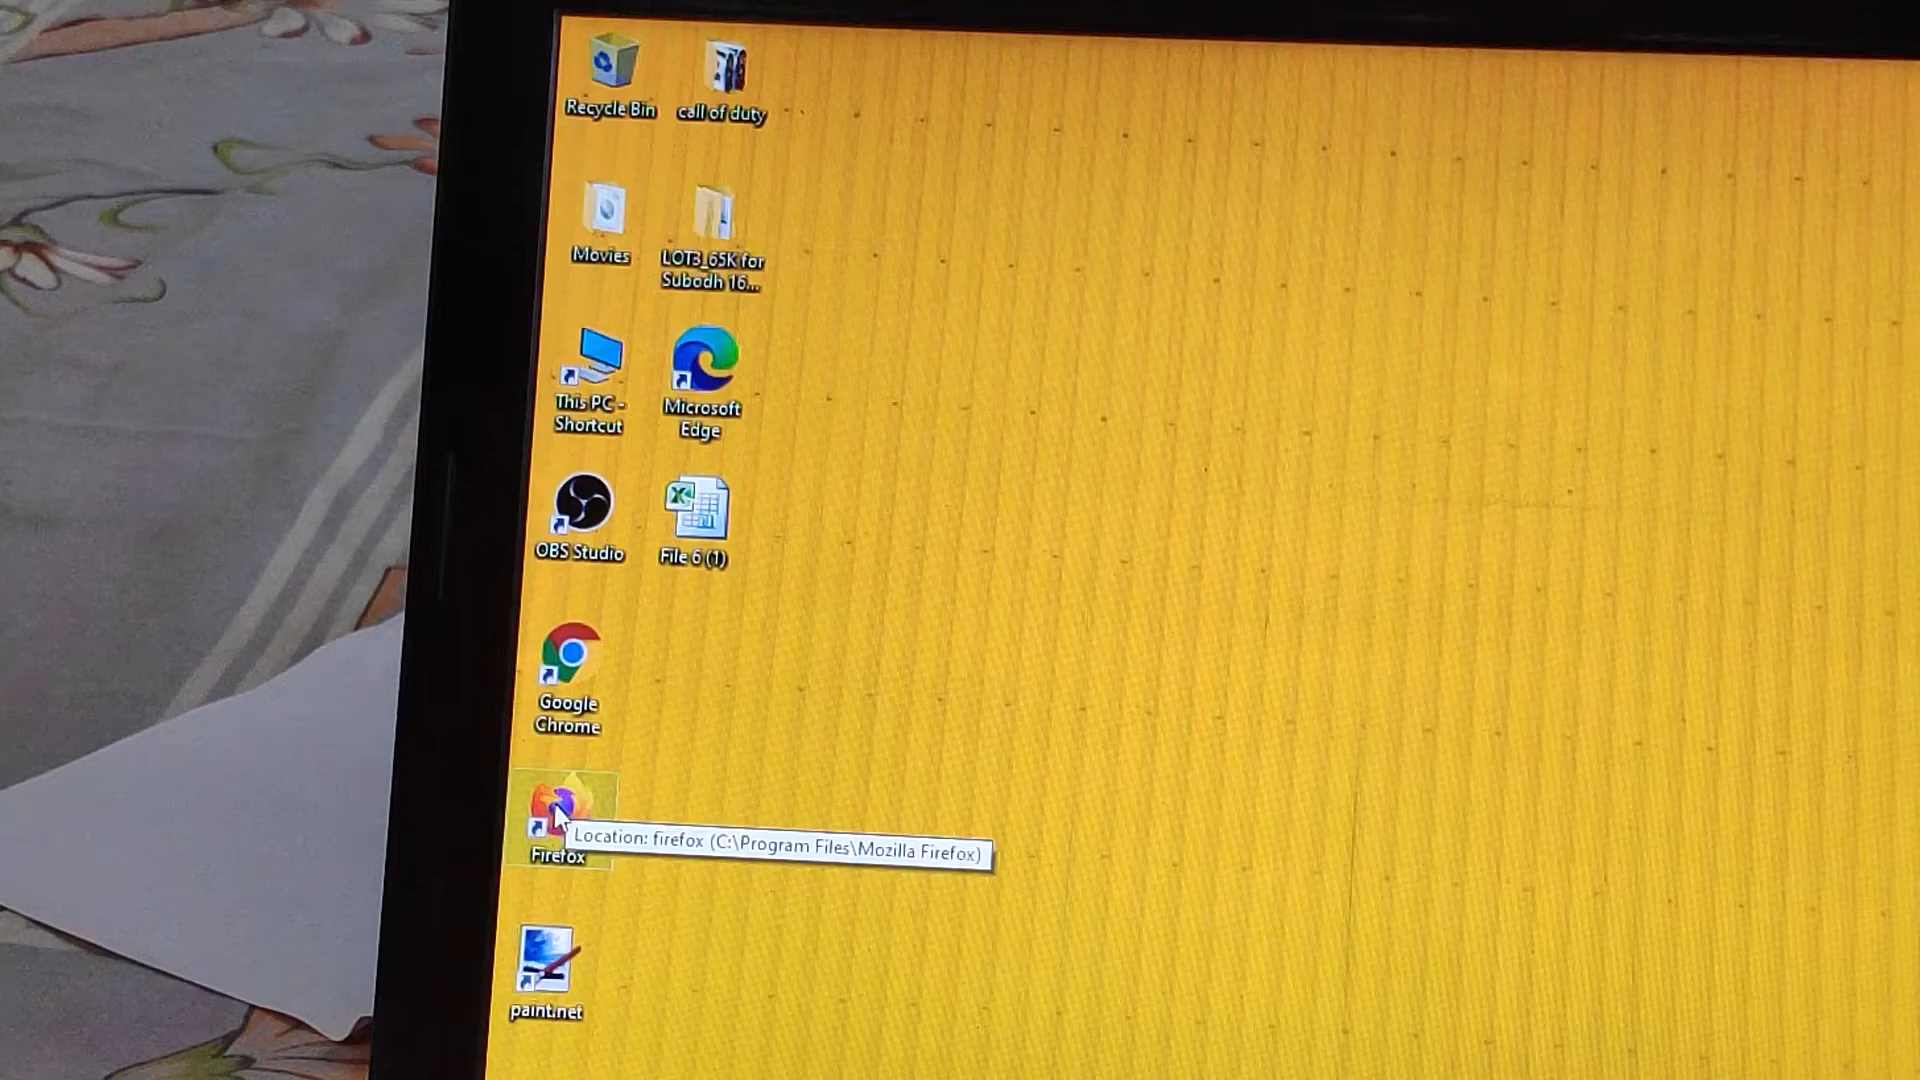 Recycle Bin
call of duty
Movies
LOT3_65K for
Subodh 16...
This PC -
Shortcut
Microsoft
Edge
OBS Studio
File 6 (1)
Google
Chrome
Location: firefox (C:\Program Files\Mozilla Firefox)
Firefox
paint.net